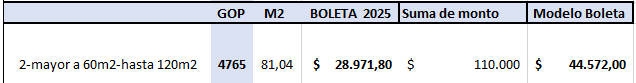 GOP M2 BOLETA 2025 Suma de monto Modelo Boleta
2-mayor a 60m2-hasta 120m2 4765 81,04 $ 28.971,80 $ 110.000 $ 44.572,00